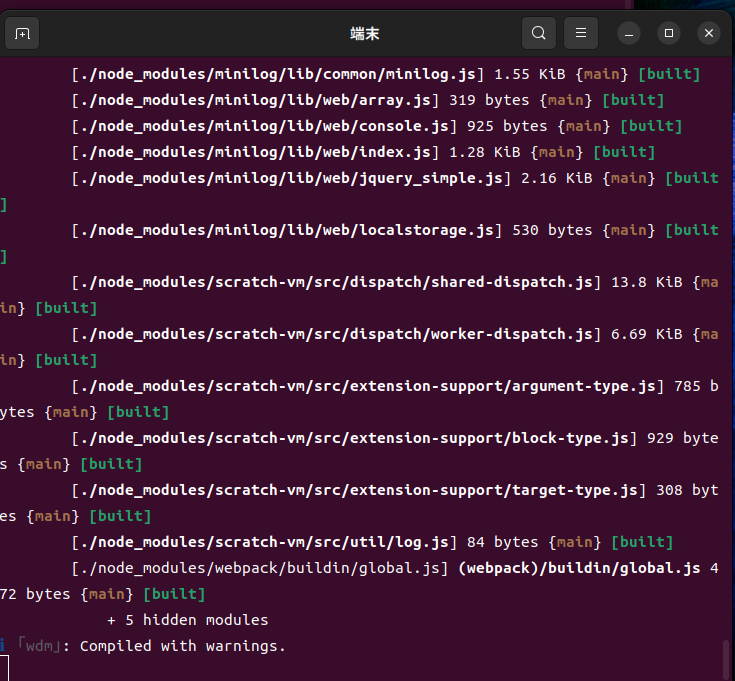 端末
[./node_modules/minilog/lib/common/minilog.js] 1.55 KiB {main} [built]
[./node_modules/minilog/lib/web/array.js] 319 bytes {main} [built]
[./node_modules/minilog/lib/web/console.js] 925 bytes {main} [built]
[./node_modules/minilog/lib/web/index.js] 1.28 KiB {main} [built]
[./node_modules/minilog/lib/web/jquery_simple.js] 2.16 KiB {main} [built
]
[./node_modules/minilog/lib/web/localstorage.js] 530 bytes {main} [built
]
[./node_modules/scratch-vm/src/dispatch/shared-dispatch.js] 13.8 KiB {ma
in} [built]
[./node_modules/scratch-vm/src/dispatch/worker-dispatch.js] 6.69 KiB {ma
in} [built]
[./node_modules/scratch-vm/src/extension-support/argument-type.js] 785 b
ytes {main} [built]
[./node_modules/scratch-vm/src/extension-support/block-type.js] 929 byte
s {main} [built]
[./node_modules/scratch-vm/src/extension-support/target-type.js] 308 byt
es {main} [built]
[./node_modules/scratch-vm/src/util/log.js] 84 bytes {main} [built]
[./node_modules/webpack/buildin/global.js] (webpack)/buildin/global.js 4
72 bytes {main} [built]
+ 5 hidden modules
ℹ ｢wdm｣: Compiled with warnings.